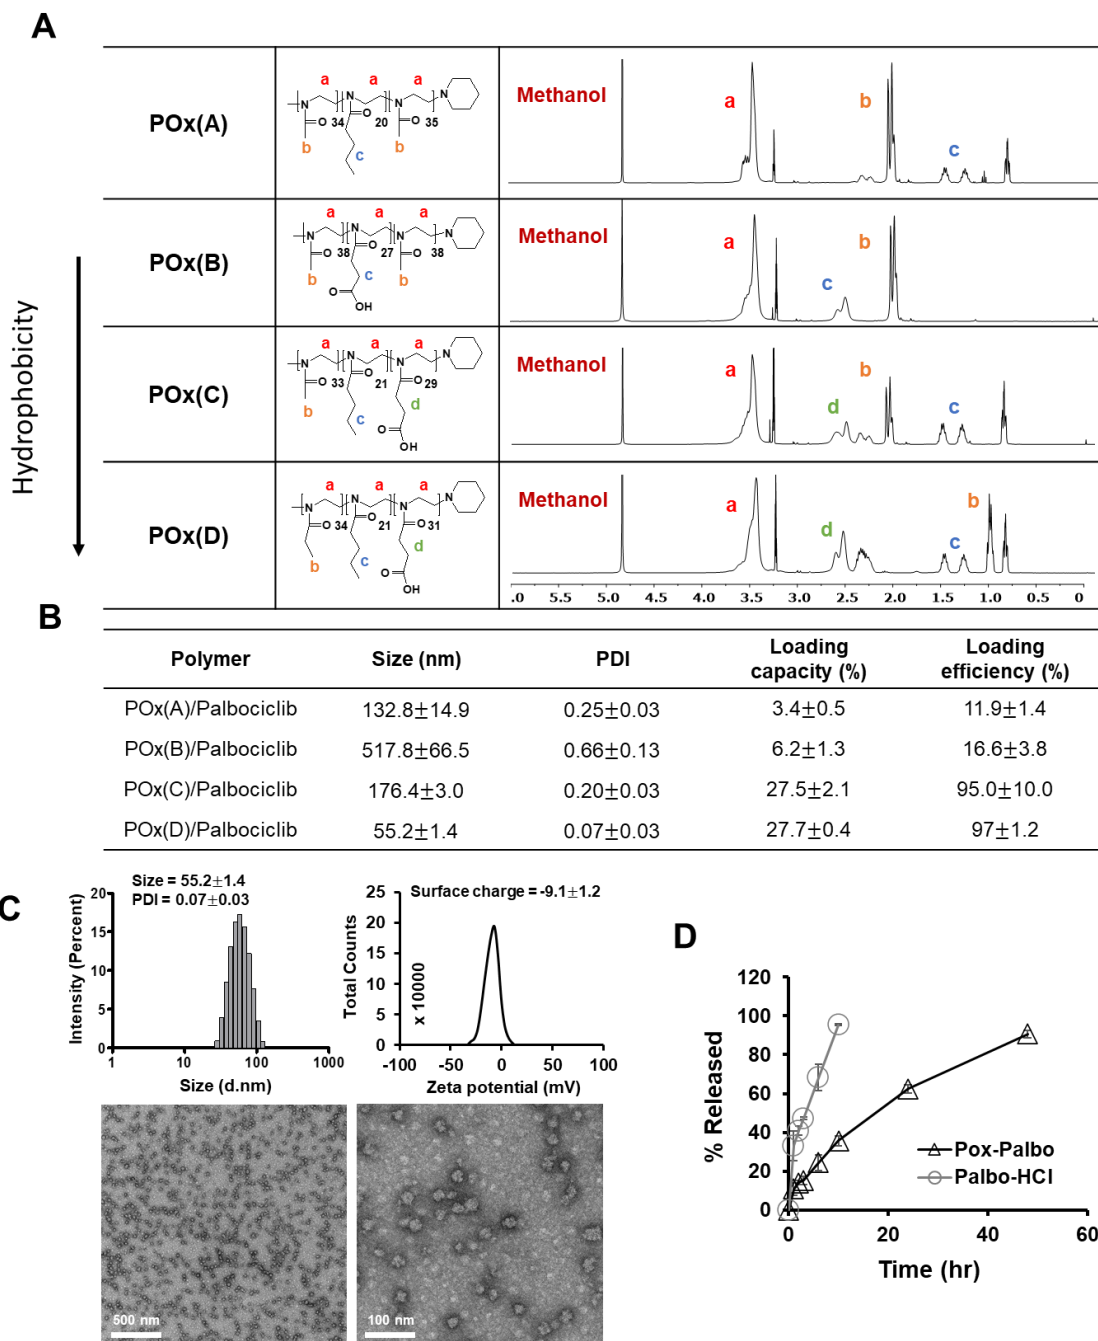 A
Hydrophobicity
POx(A)
a a a
N N N N
O 34 O 20 O 35
b c b
Methanol a b c
POx(B)
a a a
N N N N
O 38 O 27 O 38
b c b
O OH
Methanol a c b
POx(C)
a a a
N N N N
O 33 O 21 O 29
b c d
O OH
Methanol a d b c
POx(D)
a a a
N N N N
O 34 O 21 O 31
b c d
O OH
Methanol a d c b
.0 5.0 4.5 4.0 3.5 3.0 2.5 2.0 1.5 1.0 0.5 0
B
Polymer Size (nm) PDI Loading capacity (%) Loading efficiency (%)
POx(A)/Palbociclib 132.8±14.9 0.25±0.03 3.4±0.5 11.9±1.4
POx(B)/Palbociclib 517.8±66.5 0.66±0.13 6.2±1.3 16.6±3.8
POx(C)/Palbociclib 176.4±3.0 0.20±0.03 27.5±2.1 95.0±10.0
POx(D)/Palbociclib 55.2±1.4 0.07±0.03 27.7±0.4 97±1.2
C
Size = 55.2±1.4
PDI = 0.07±0.03
Intensity (Percent)
20
15
10
5
0
1 10 100 1000
Size (d.nm)
Surface charge = -9.1±1.2
Total Counts
x 10000
25
20
15
10
5
0
-100 -50 0 50 100
Zeta potential (mV)
500 nm
100 nm
D
% Released
120
100
80
60
40
20
0
0 20 40 60
Time (hr)
Pox-Palbo
Palbo-HCl